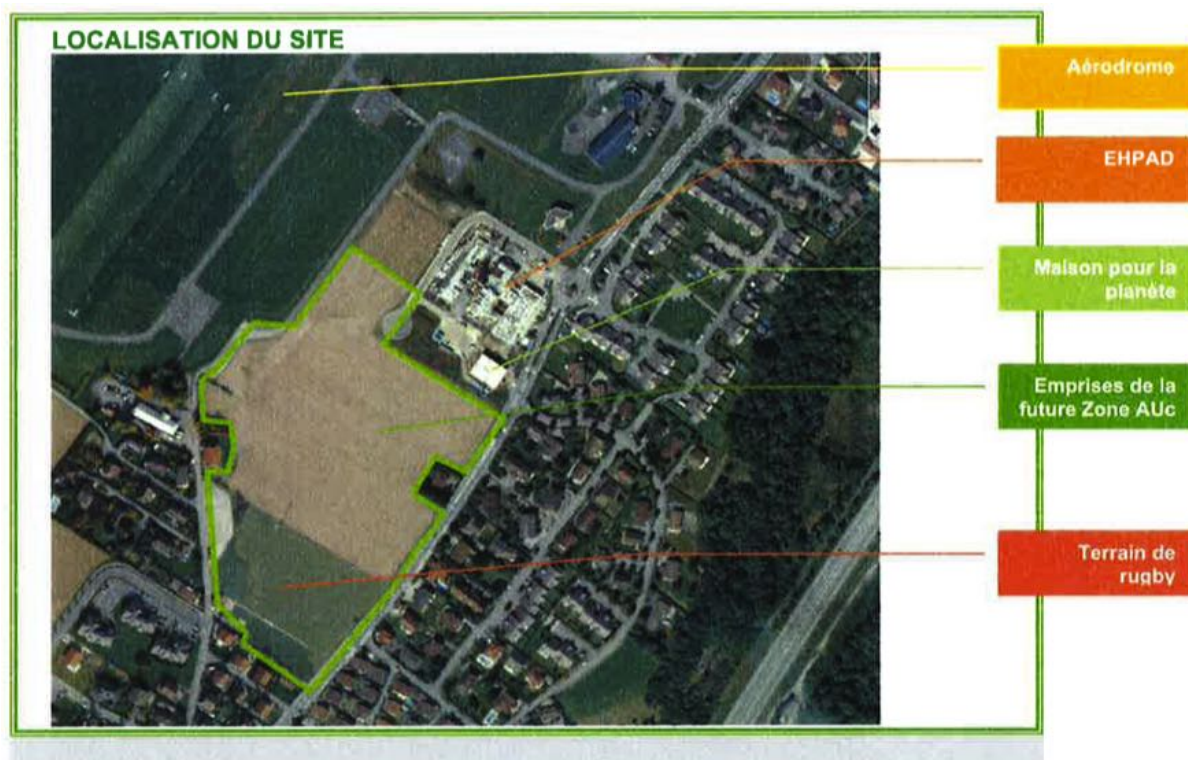 LOCALISATION DU SITE
Aérodrome
EHPAD
Maison pour la
planète
Emprises de la
future Zone AUc
Terrain de
rugby